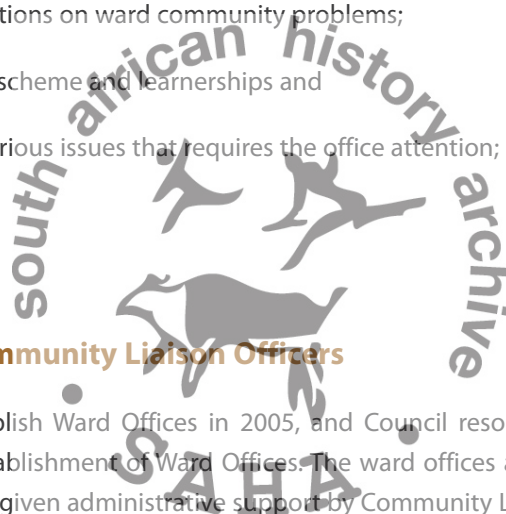 tions on ward community problems;
south african history archive
scheme and learnerships and
rious issues that requires the office attention;
mmunity Liaison Officers
SAHA
blish Ward Offices in 2005, and Council reso
ablishment of Ward Offices. The ward offices a
given administrative support by Community L